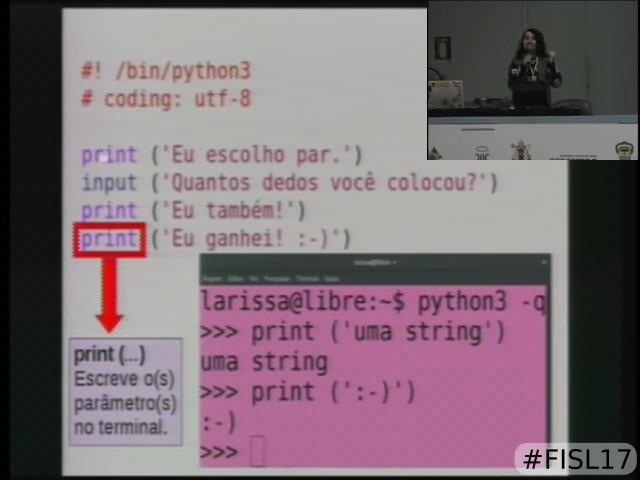 #! /bin/python3
# coding: utf-8
print ('Eu escolho par.')
input ('Quantos dedos você colocou?')
print ('Eu também!')
print ('Eu ganhei! :-)')
print (...)
Escreve o(s)
parâmetro(s)
no terminal.
larissa@libre:~$ python3 -q
>>> print ('uma string')
uma string
>>> print (':-)')
:-)
>>>
#FISL17